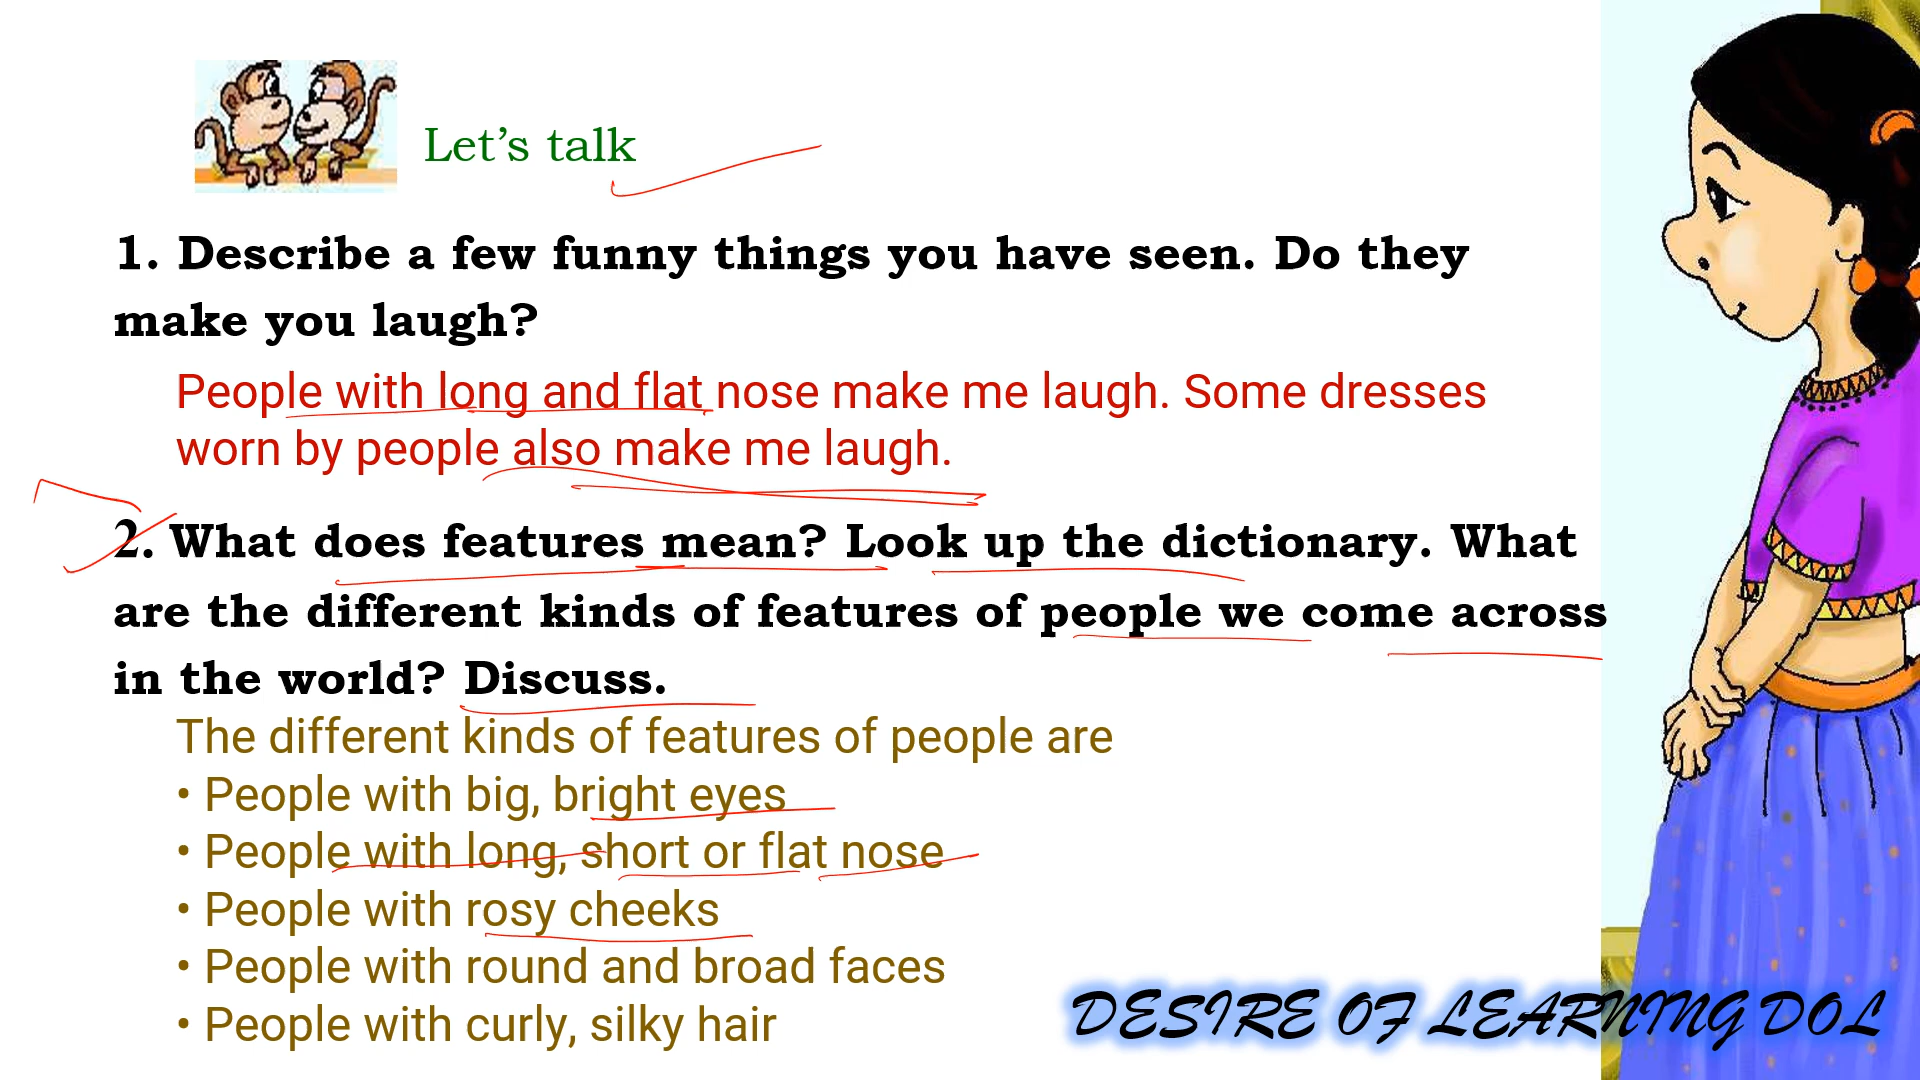 Let's talk
1. Describe a few funny things you have seen. Do they
make you laugh?
People with long and flat nose make me laugh. Some dresses
worn by people also make me laugh.
2. What does features mean? Look up the dictionary. What
are the different kinds of features of people we come across
in the world? Discuss.
The different kinds of features of people are
• People with big, bright eyes
• People with long, short or flat nose
• People with rosy cheeks
• People with round and broad faces
• People with curly, silky hair
DESIRE OF LEARNING DOL